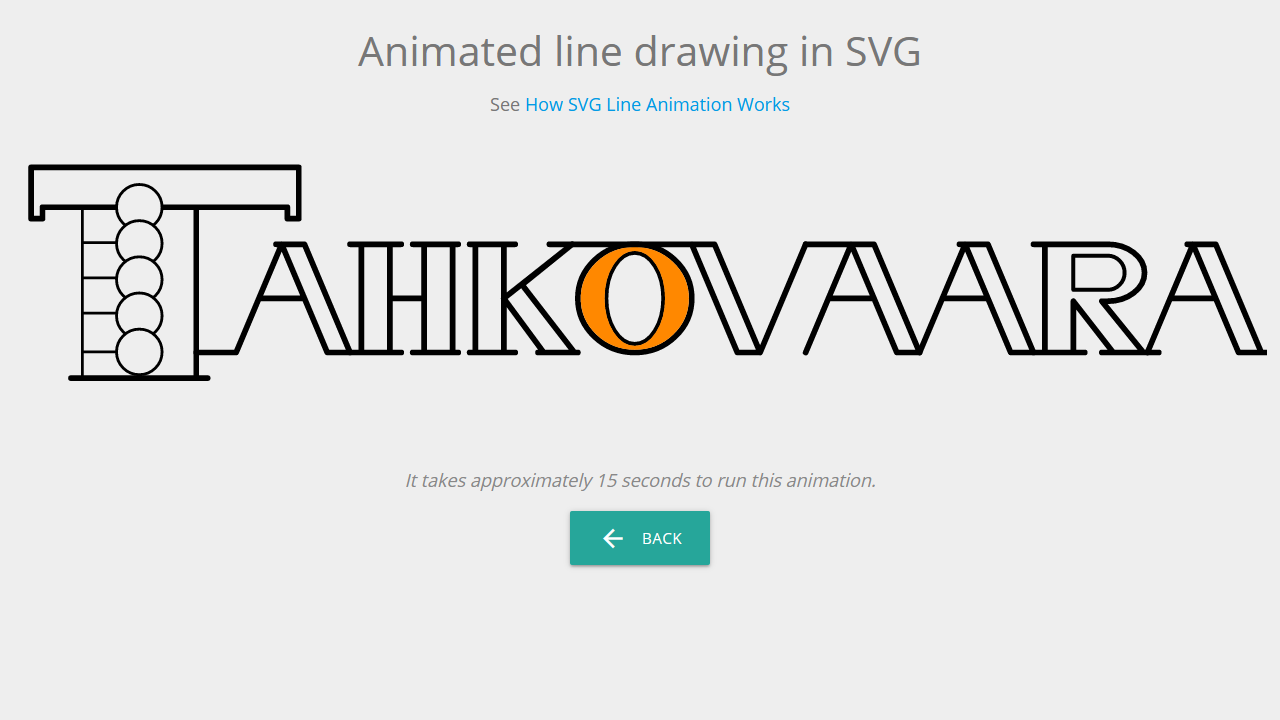 Animated line drawing in SVG
See How SVG Line Animation Works
TAHKOVAARA
It takes approximately 15 seconds to run this animation.
BACK